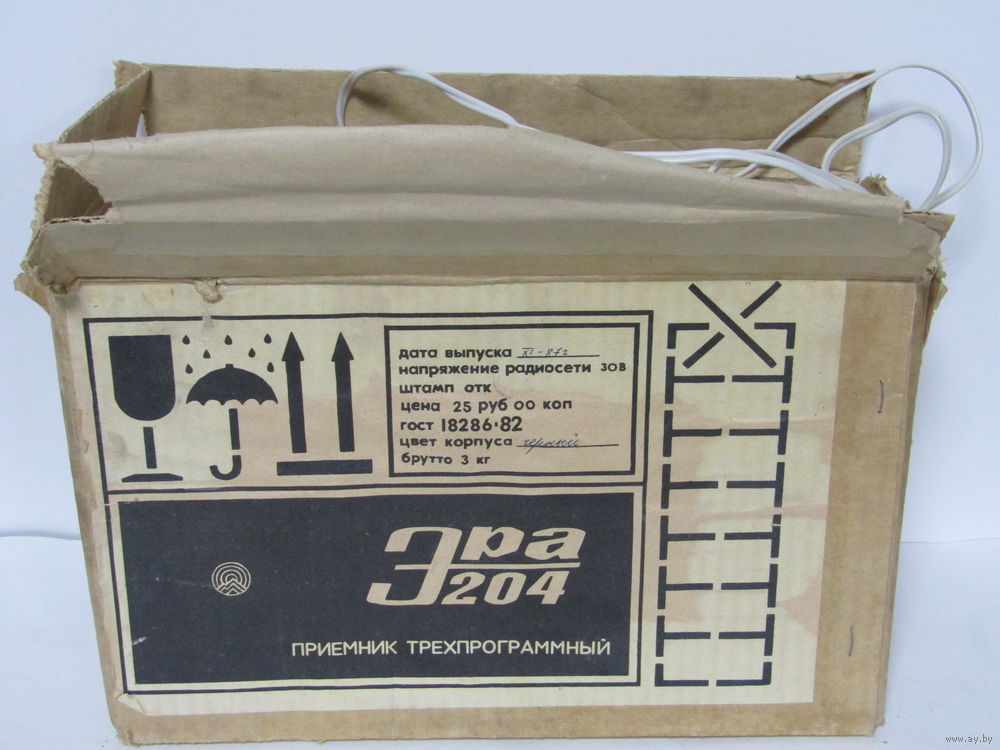 дата выпуска XI-87г
напряжение радиосети 30В
штамп отк
цена 25 руб 00 коп
гост 18286-82
цвет корпуса черный
брутто 3 кг
Эра
204
ПРИЕМНИК ТРЕХПРОГРАММНЫЙ
www.ay.by